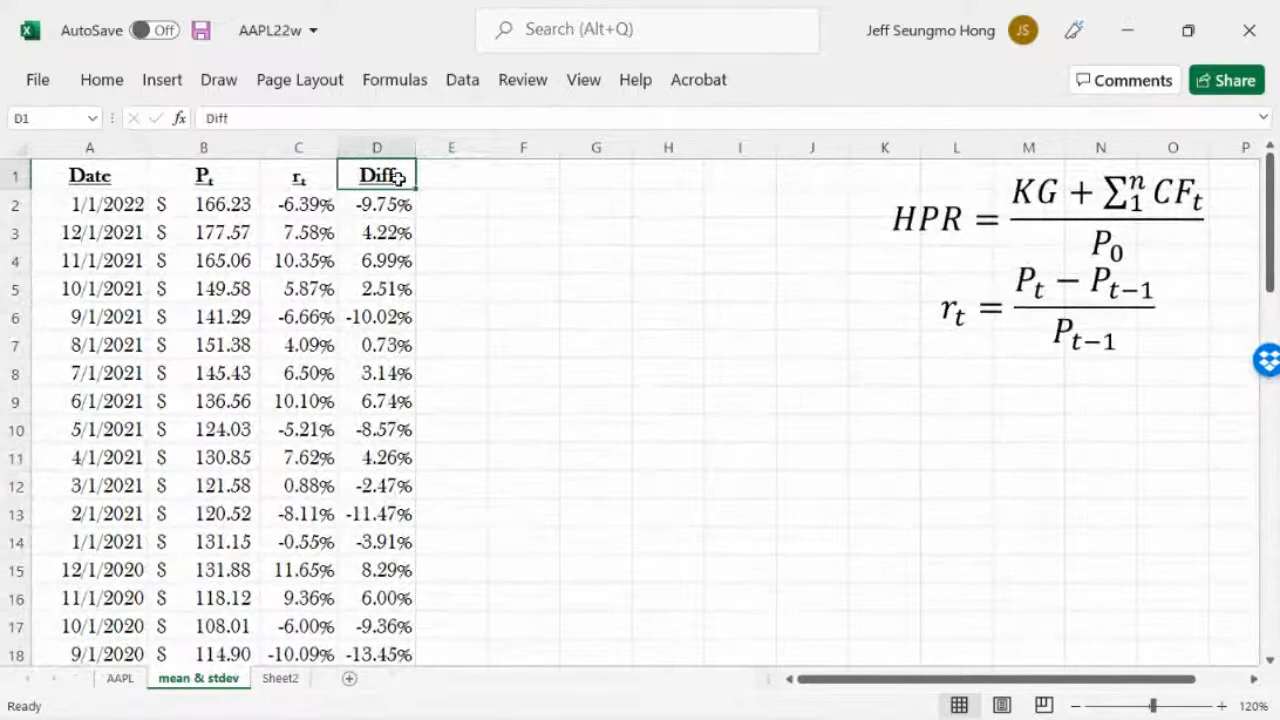 AutoSave Off AAPL22w Search (Alt+Q) Jeff Seungmo Hong JS
File Home Insert Draw Page Layout Formulas Data Review View Help Acrobat Comments Share
D1 fx Diff
A B C D E F G H I J K L M N O P
1 Date Pt rt Diff
2 1/1/2022 $ 166.23 -6.39% -9.75%
3 12/1/2021 $ 177.57 7.58% 4.22%
4 11/1/2021 $ 165.06 10.35% 6.99%
5 10/1/2021 $ 149.58 5.87% 2.51%
6 9/1/2021 $ 141.29 -6.66% -10.02%
7 8/1/2021 $ 151.38 4.09% 0.73%
8 7/1/2021 $ 145.43 6.50% 3.14%
9 6/1/2021 $ 136.56 10.10% 6.74%
10 5/1/2021 $ 124.03 -5.21% -8.57%
11 4/1/2021 $ 130.85 7.62% 4.26%
12 3/1/2021 $ 121.58 0.88% -2.47%
13 2/1/2021 $ 120.52 -8.11% -11.47%
14 1/1/2021 $ 131.15 -0.55% -3.91%
15 12/1/2020 $ 131.88 11.65% 8.29%
16 11/1/2020 $ 118.12 9.36% 6.00%
17 10/1/2020 $ 108.01 -6.00% -9.36%
18 9/1/2020 $ 114.90 -10.09% -13.45%
HPR = (KG + ∑₁ⁿ CFₜ) / P₀
rₜ = (Pₜ − Pₜ₋₁) / Pₜ₋₁
AAPL mean & stdev Sheet2
Ready 120%